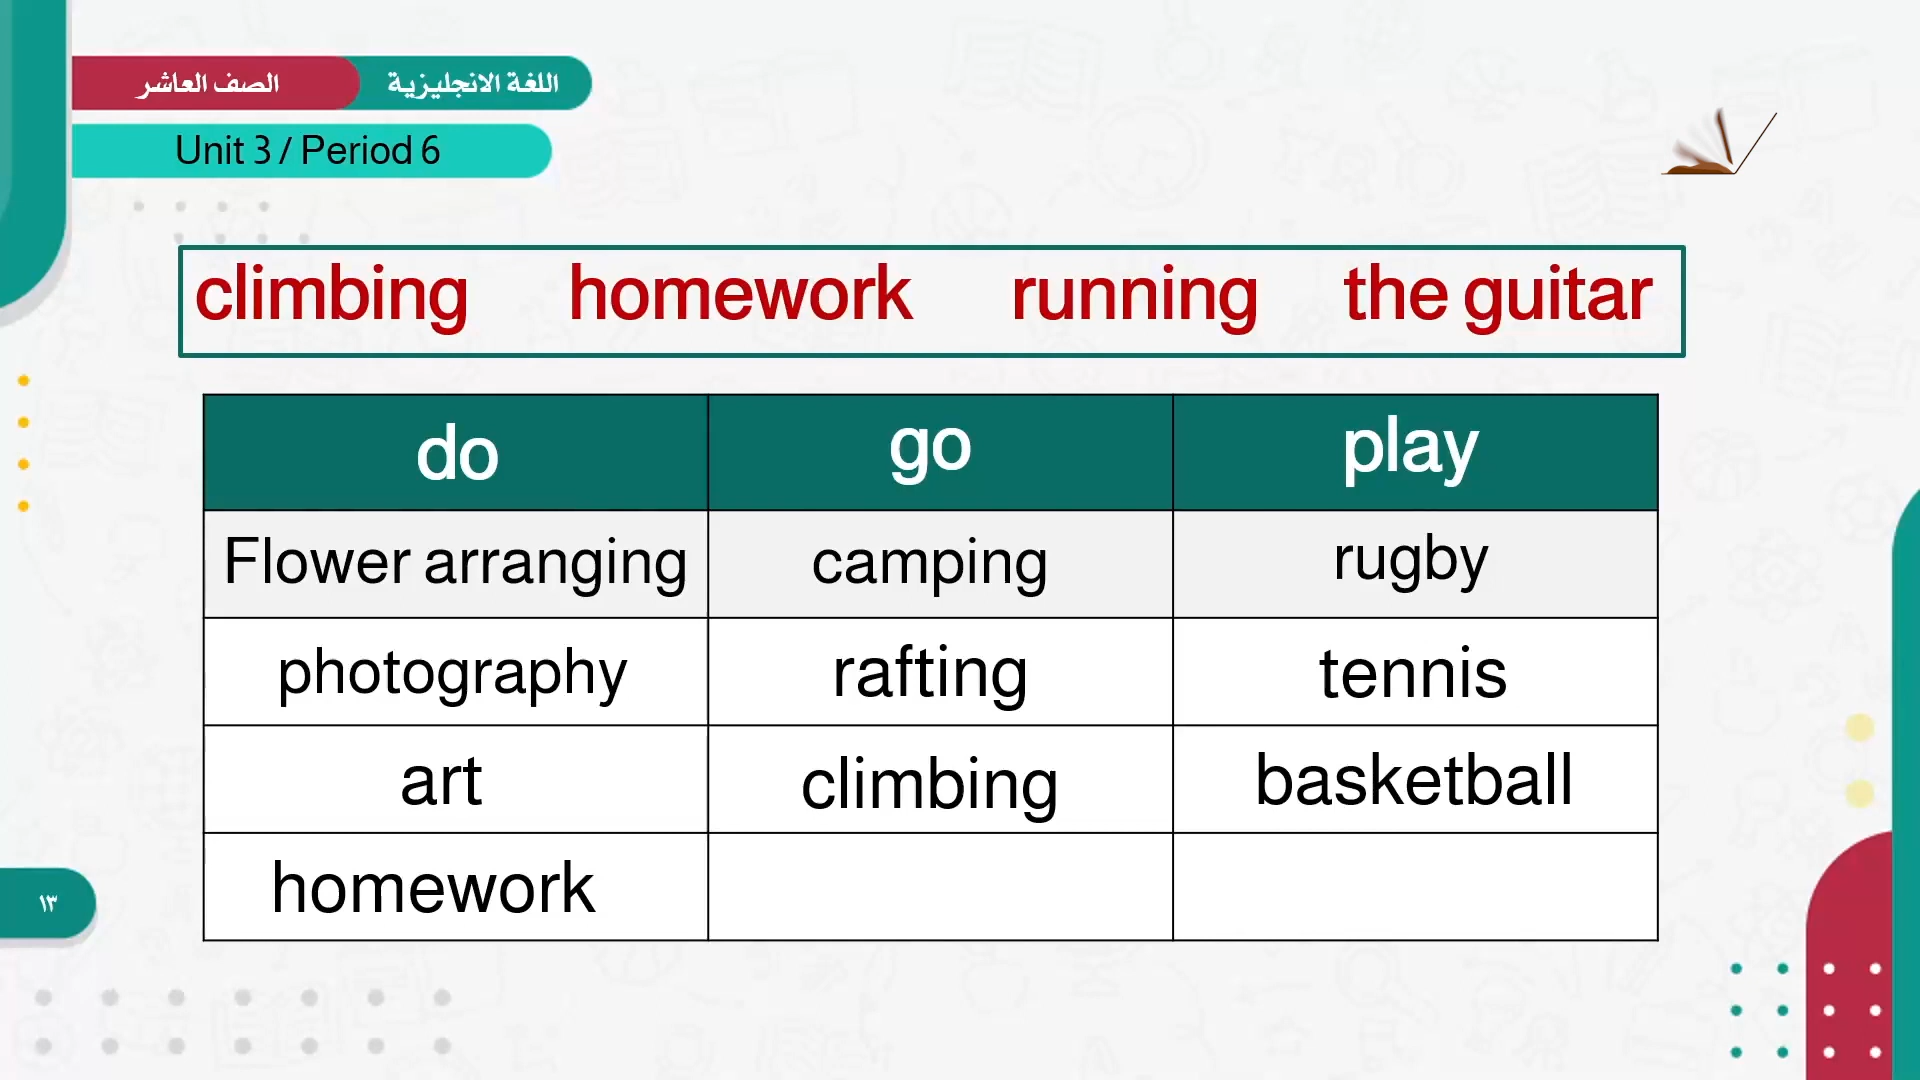 الصف العاشر اللغة الانجليزية
Unit 3 / Period 6
climbing homework running the guitar
do go play
Flower arranging camping rugby
photography rafting tennis
art climbing basketball
homework
١٣